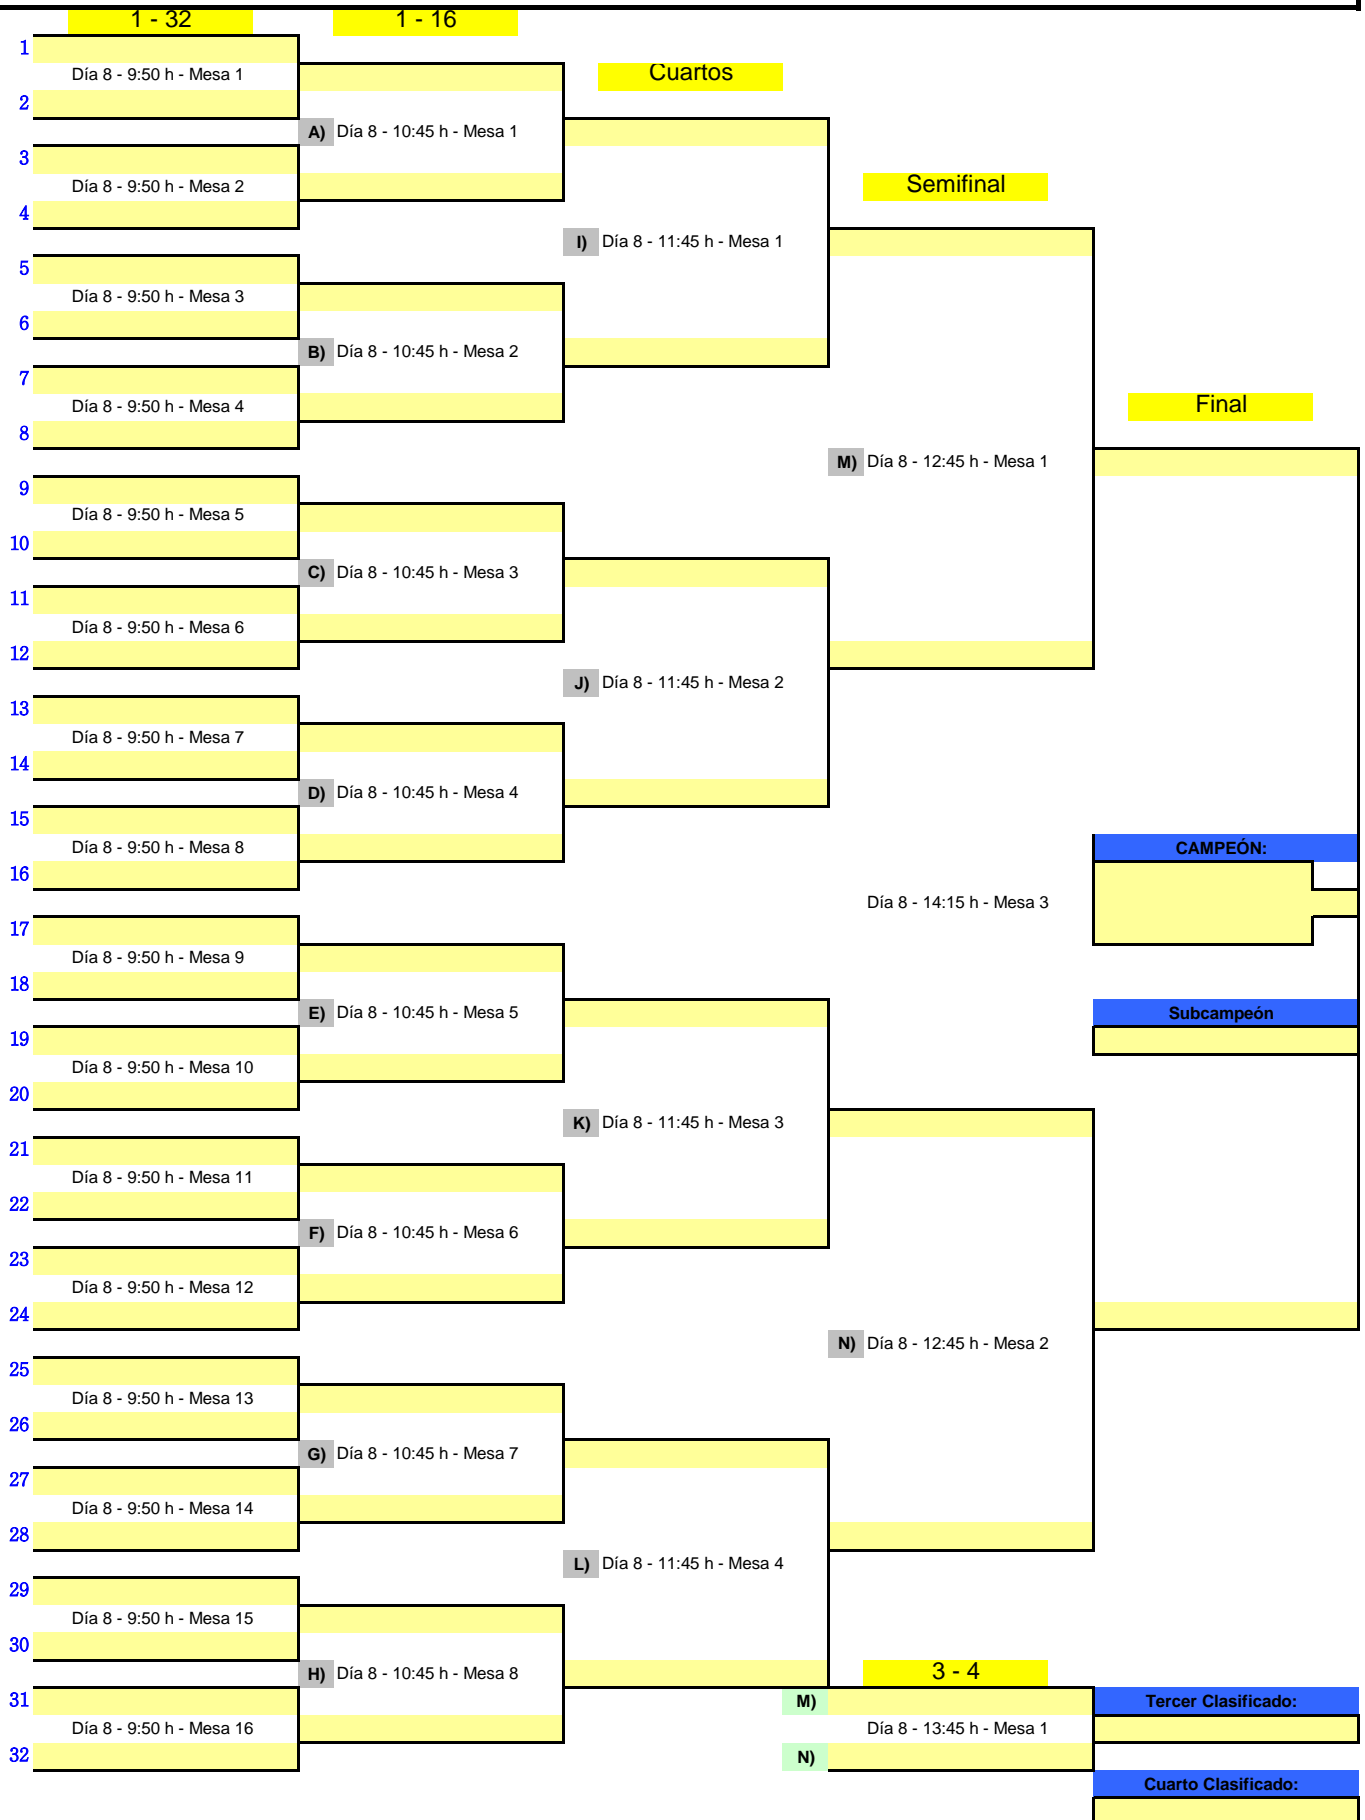 1 - 32
1 - 16
1
Día 8 - 9:50 h - Mesa 1
Cuartos
2
A) Día 8 - 10:45 h - Mesa 1
3
Día 8 - 9:50 h - Mesa 2
Semifinal
4
I) Día 8 - 11:45 h - Mesa 1
5
Día 8 - 9:50 h - Mesa 3
6
B) Día 8 - 10:45 h - Mesa 2
7
Día 8 - 9:50 h - Mesa 4
Final
8
M) Día 8 - 12:45 h - Mesa 1
9
Día 8 - 9:50 h - Mesa 5
10
C) Día 8 - 10:45 h - Mesa 3
11
Día 8 - 9:50 h - Mesa 6
12
J) Día 8 - 11:45 h - Mesa 2
13
Día 8 - 9:50 h - Mesa 7
14
D) Día 8 - 10:45 h - Mesa 4
15
Día 8 - 9:50 h - Mesa 8
CAMPEÓN:
16
Día 8 - 14:15 h - Mesa 3
17
Día 8 - 9:50 h - Mesa 9
18
E) Día 8 - 10:45 h - Mesa 5
Subcampeón
19
Día 8 - 9:50 h - Mesa 10
20
K) Día 8 - 11:45 h - Mesa 3
21
Día 8 - 9:50 h - Mesa 11
22
F) Día 8 - 10:45 h - Mesa 6
23
Día 8 - 9:50 h - Mesa 12
24
N) Día 8 - 12:45 h - Mesa 2
25
Día 8 - 9:50 h - Mesa 13
26
G) Día 8 - 10:45 h - Mesa 7
27
Día 8 - 9:50 h - Mesa 14
28
L) Día 8 - 11:45 h - Mesa 4
29
Día 8 - 9:50 h - Mesa 15
30
H) Día 8 - 10:45 h - Mesa 8
3 - 4
31
M)
Tercer Clasificado:
Día 8 - 9:50 h - Mesa 16
Día 8 - 13:45 h - Mesa 1
32
N)
Cuarto Clasificado: